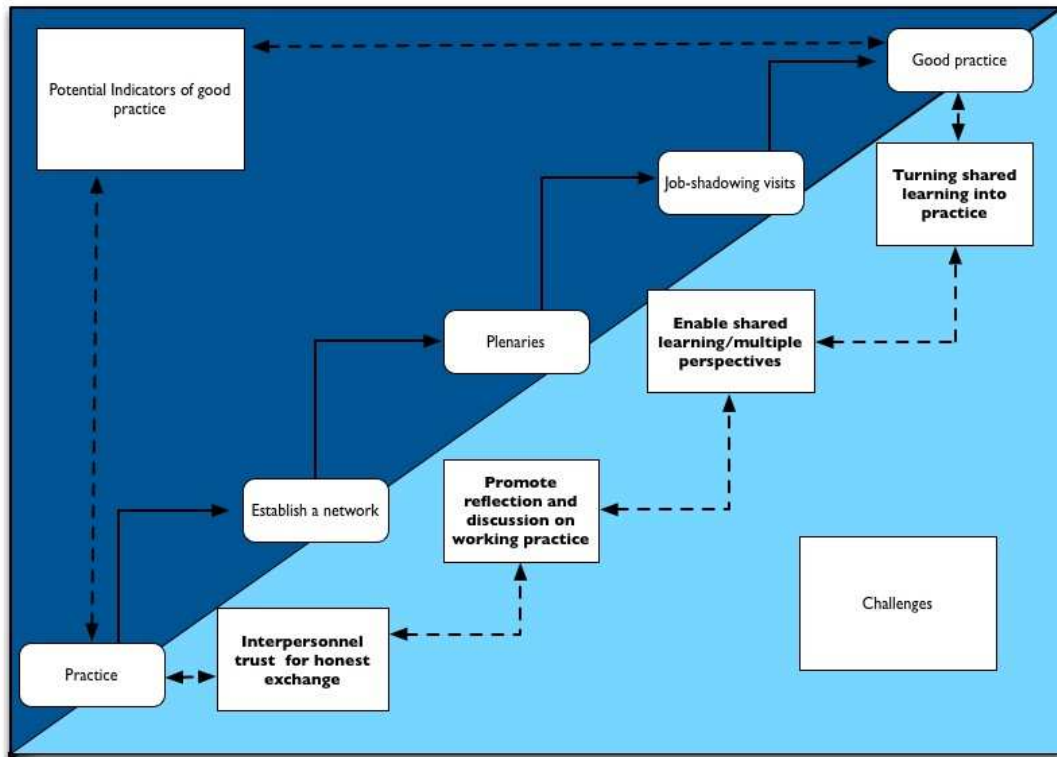 Potential Indicators of good
practice
Good practice
Job-shadowing visits
Turning shared
learning into
practice
Plenaries
Enable shared
learning/multiple
perspectives
Establish a network
Promote
reflection and
discussion on
working practice
Challenges
Practice
Interpersonnel
trust for honest
exchange